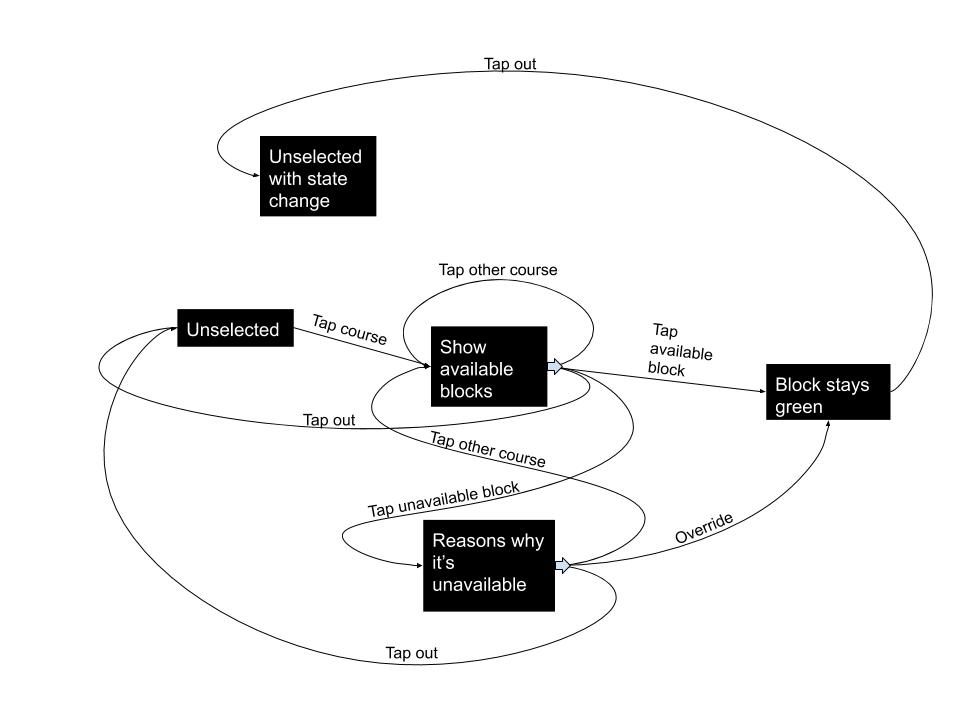 Tap out
Unselected
with state
change
Tap other course
Unselected
Tap course
Show
available
blocks
Tap
available
block
Block stays
green
Tap out
Tap other course
Tap unavailable block
Reasons why
it’s
unavailable
Override
Tap out